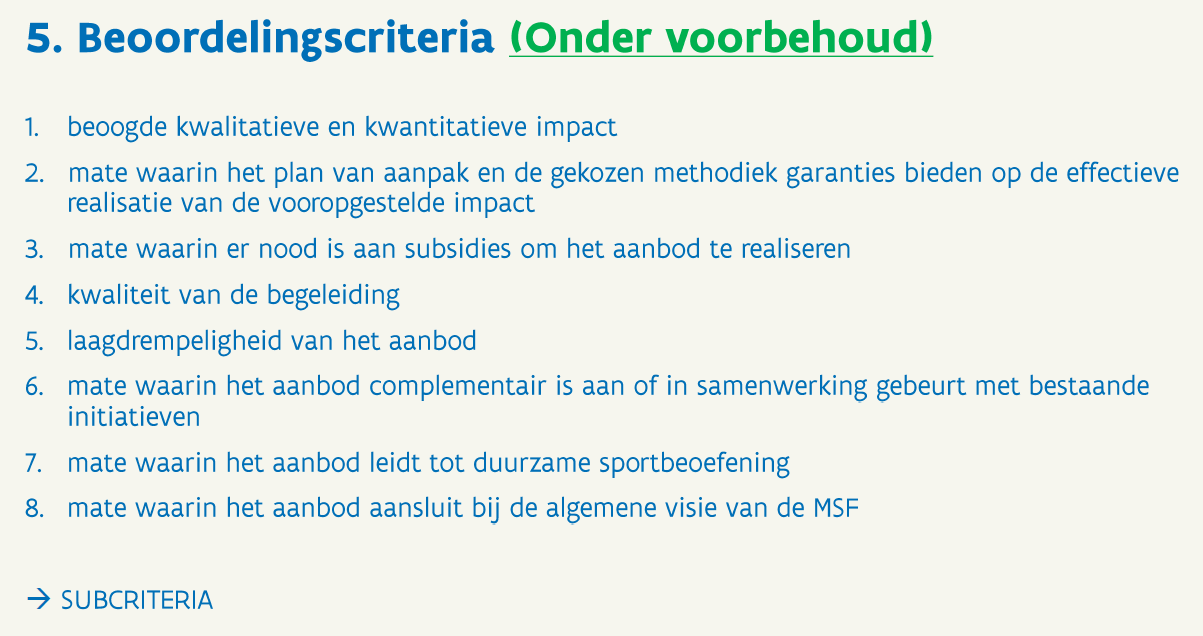 5. Beoordelingscriteria (Onder voorbehoud)
1. beoogde kwalitatieve en kwantitatieve impact
2. mate waarin het plan van aanpak en de gekozen methodiek garanties bieden op de effectieve
realisatie van de vooropgestelde impact
3. mate waarin er nood is aan subsidies om het aanbod te realiseren
4. kwaliteit van de begeleiding
5. laagdrempeligheid van het aanbod
6. mate waarin het aanbod complementair is aan of in samenwerking gebeurt met bestaande
initiatieven
7. mate waarin het aanbod leidt tot duurzame sportbeoefening
8. mate waarin het aanbod aansluit bij de algemene visie van de MSF
→ SUBCRITERIA